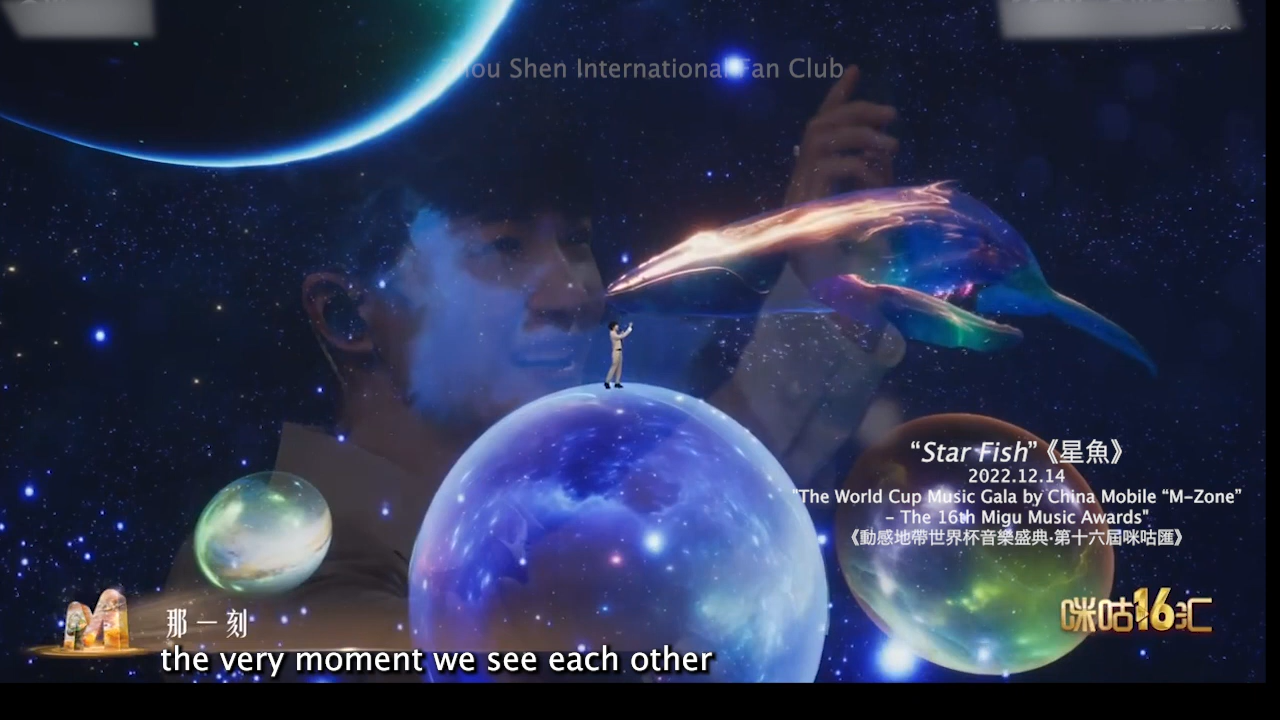 Zhou Shen International Fan Club
“Star Fish”《星魚》
2022.12.14
"The World Cup Music Gala by China Mobile “M-Zone”
- The 16th Migu Music Awards"
《動感地帶世界杯音樂盛典·第十六屆咪咕匯》
咪咕16汇
那一刻
the very moment we see each other